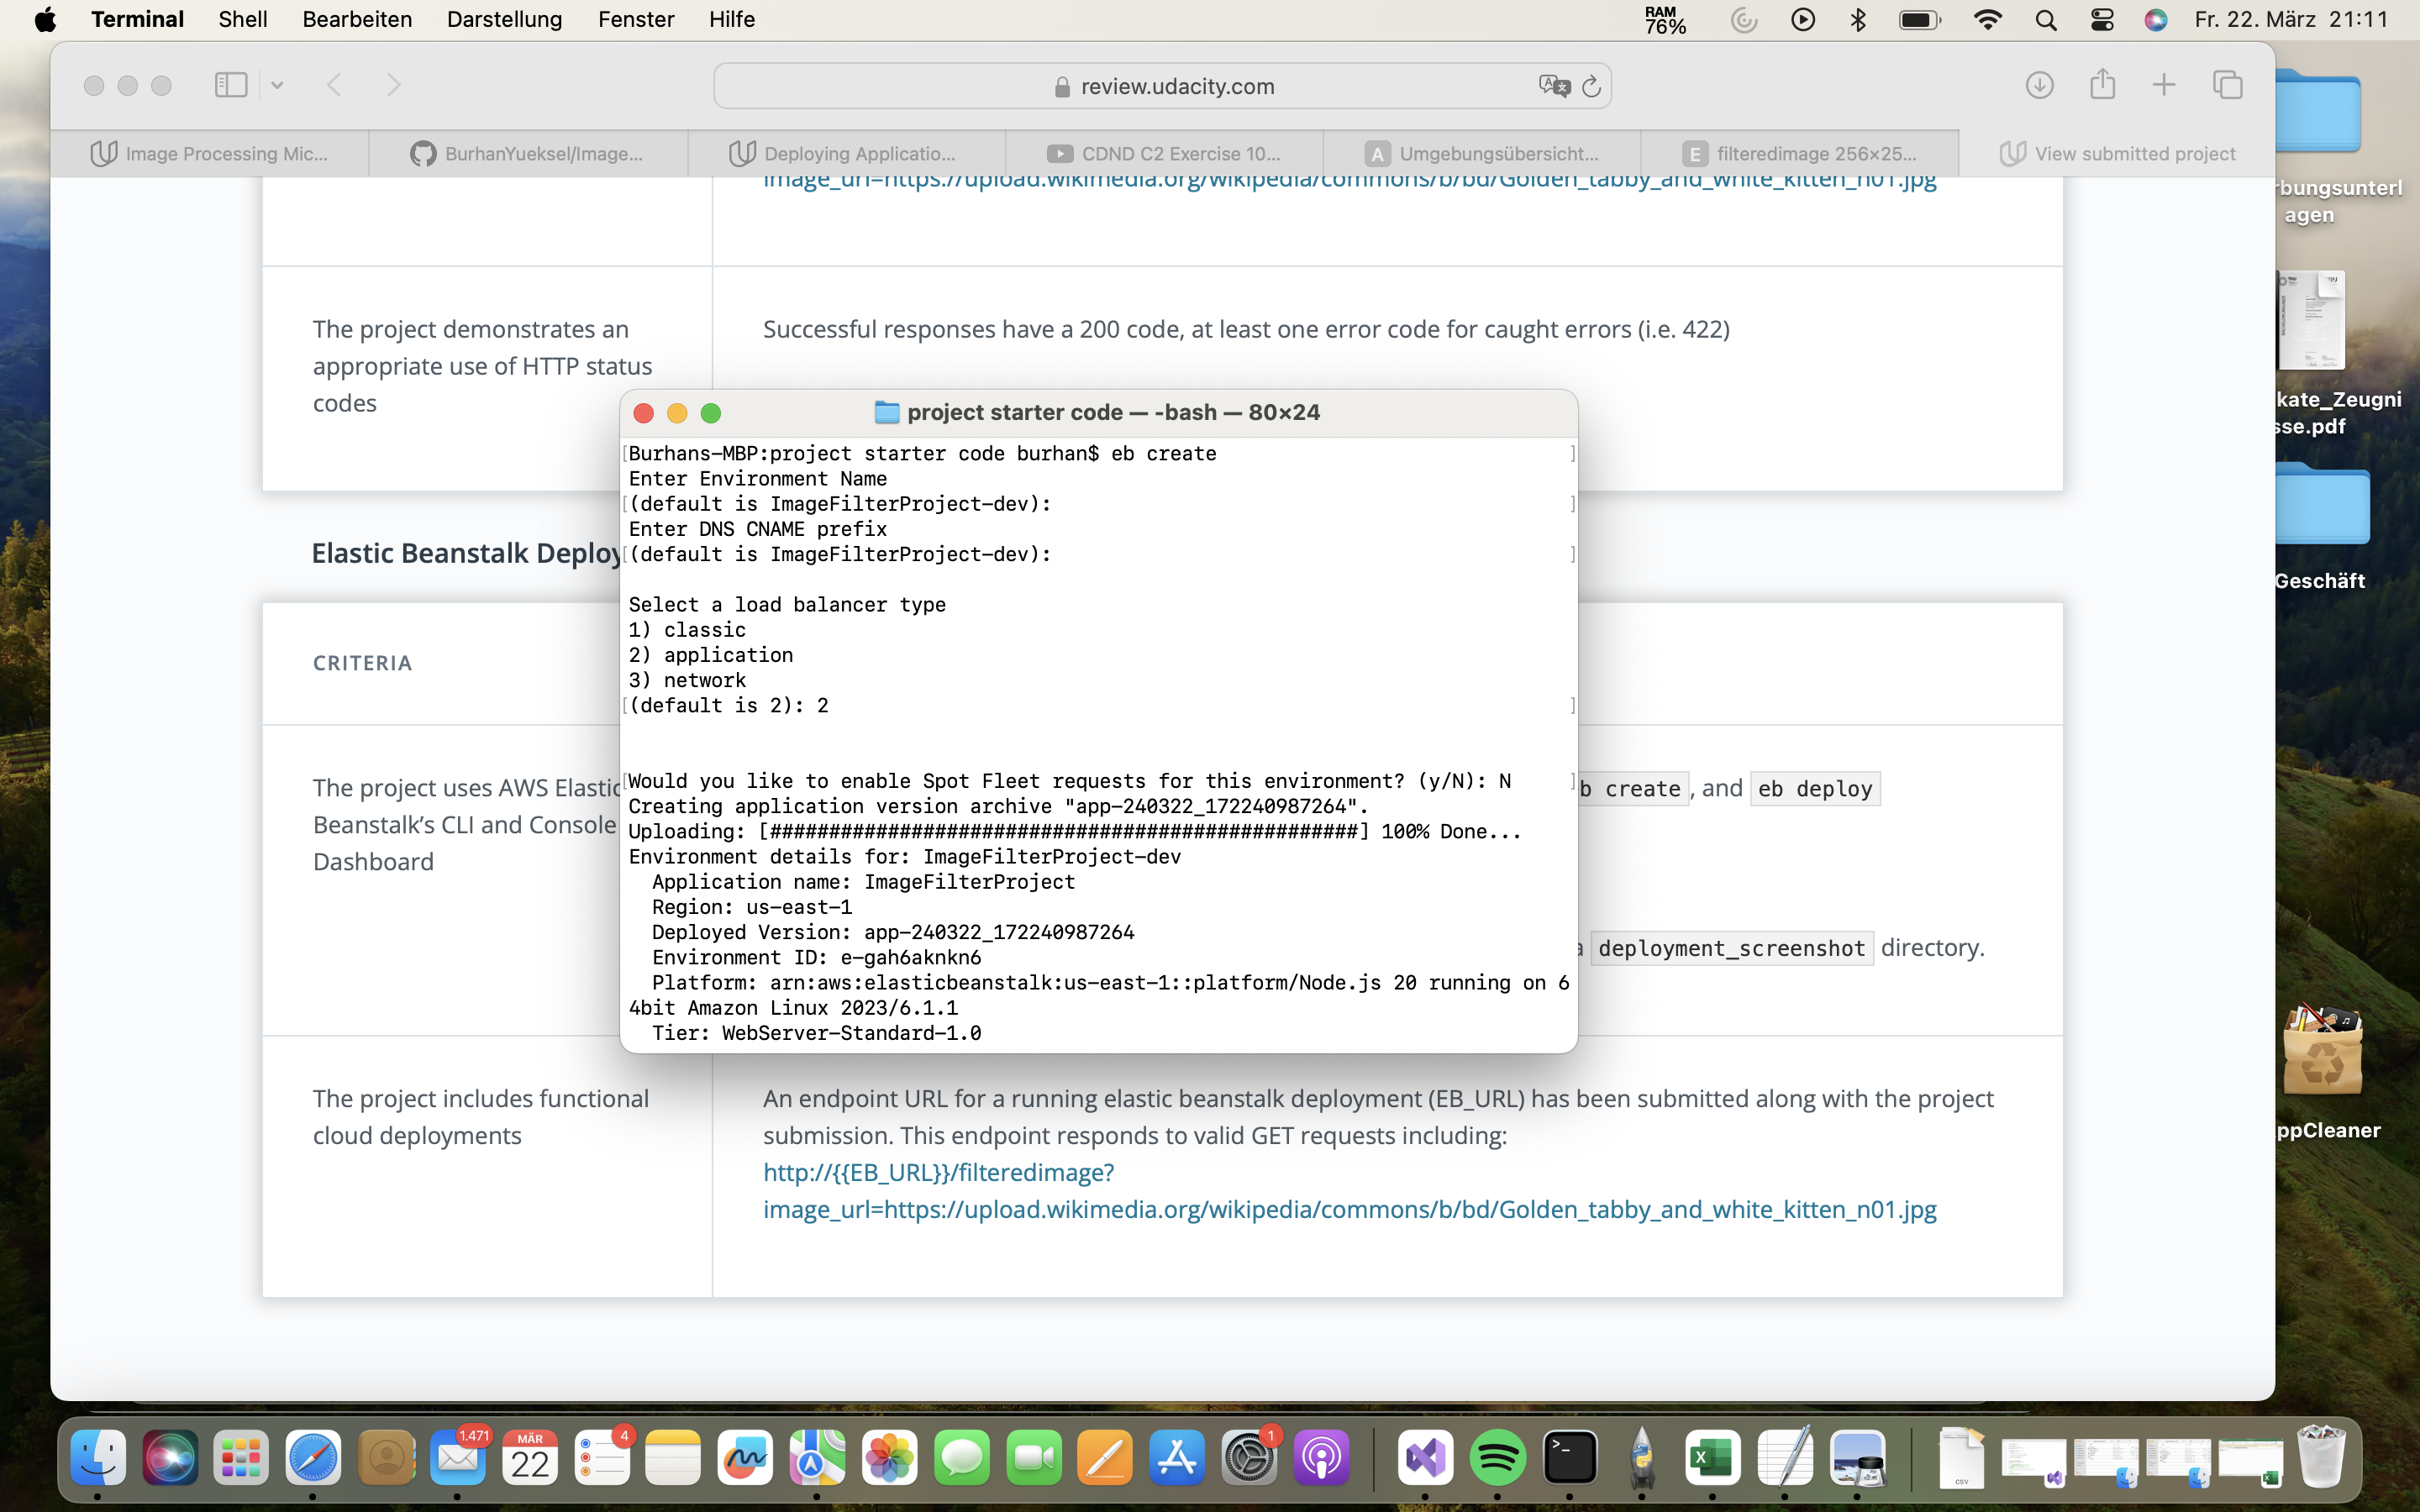 Terminal Shell Bearbeiten Darstellung Fenster Hilfe
RAM
76%
Fr. 22. März 21:11
review.udacity.com
Image Processing Mic...
BurhanYueksel/Image...
Deploying Applicatio...
CDND C2 Exercise 10...
A Umgebungsübersicht...
E filteredimage 256×25...
View submitted project
image_url=https://upload.wikimedia.org/wikipedia/commons/b/bd/Golden_tabby_and_white_kitten_n01.jpg
The project demonstrates an
appropriate use of HTTP status
codes
Successful responses have a 200 code, at least one error code for caught errors (i.e. 422)
Elastic Beanstalk Deploy
CRITERIA
The project uses AWS Elastic
Beanstalk’s CLI and Console
Dashboard
b create , and eb deploy
a deployment_screenshot directory.
The project includes functional
cloud deployments
An endpoint URL for a running elastic beanstalk deployment (EB_URL) has been submitted along with the project
submission. This endpoint responds to valid GET requests including:
http://{{EB_URL}}/filteredimage?
image_url=https://upload.wikimedia.org/wikipedia/commons/b/bd/Golden_tabby_and_white_kitten_n01.jpg
project starter code — -bash — 80×24
[Burhans-MBP:project starter code burhan$ eb create ]
Enter Environment Name
[(default is ImageFilterProject-dev): ]
Enter DNS CNAME prefix
[(default is ImageFilterProject-dev): ]
Select a load balancer type
1) classic
2) application
3) network
[(default is 2): 2 ]
[Would you like to enable Spot Fleet requests for this environment? (y/N): N ]
Creating application version archive "app-240322_172240987264".
Uploading: [##################################################] 100% Done...
Environment details for: ImageFilterProject-dev
Application name: ImageFilterProject
Region: us-east-1
Deployed Version: app-240322_172240987264
Environment ID: e-gah6aknkn6
Platform: arn:aws:elasticbeanstalk:us-east-1::platform/Node.js 20 running on 6
4bit Amazon Linux 2023/6.1.1
Tier: WebServer-Standard-1.0
rbungsunterl
agen
kate_Zeugni
sse.pdf
Geschäft
ppCleaner
1.471
MÄR
22
4
1
CSV